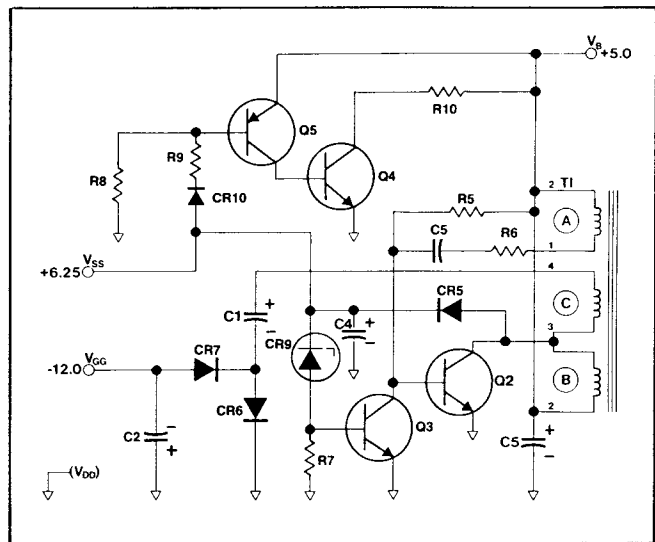 V_B
+5.0
R10
Q5
R9
R8
Q4
CR10
2 T1
R5
A
C5
R6
1
V_SS
+6.25
4
C1 +
-
C4 +
-
CR5
C
3
CR9
V_GG
-12.0
CR7
Q2
B
CR6
Q3
2
C2 -
+
R7
C5 +
-
(V_DD)